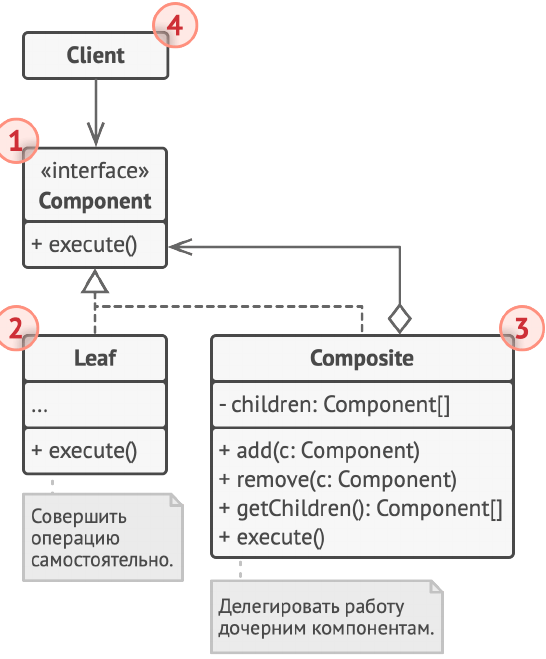 4
Client
1
«interface»
Component
+ execute()
2
Leaf
...
+ execute()
Совершить
операцию
самостоятельно.
3
Composite
- children: Component[]
+ add(c: Component)
+ remove(c: Component)
+ getChildren(): Component[]
+ execute()
Делегировать работу
дочерним компонентам.